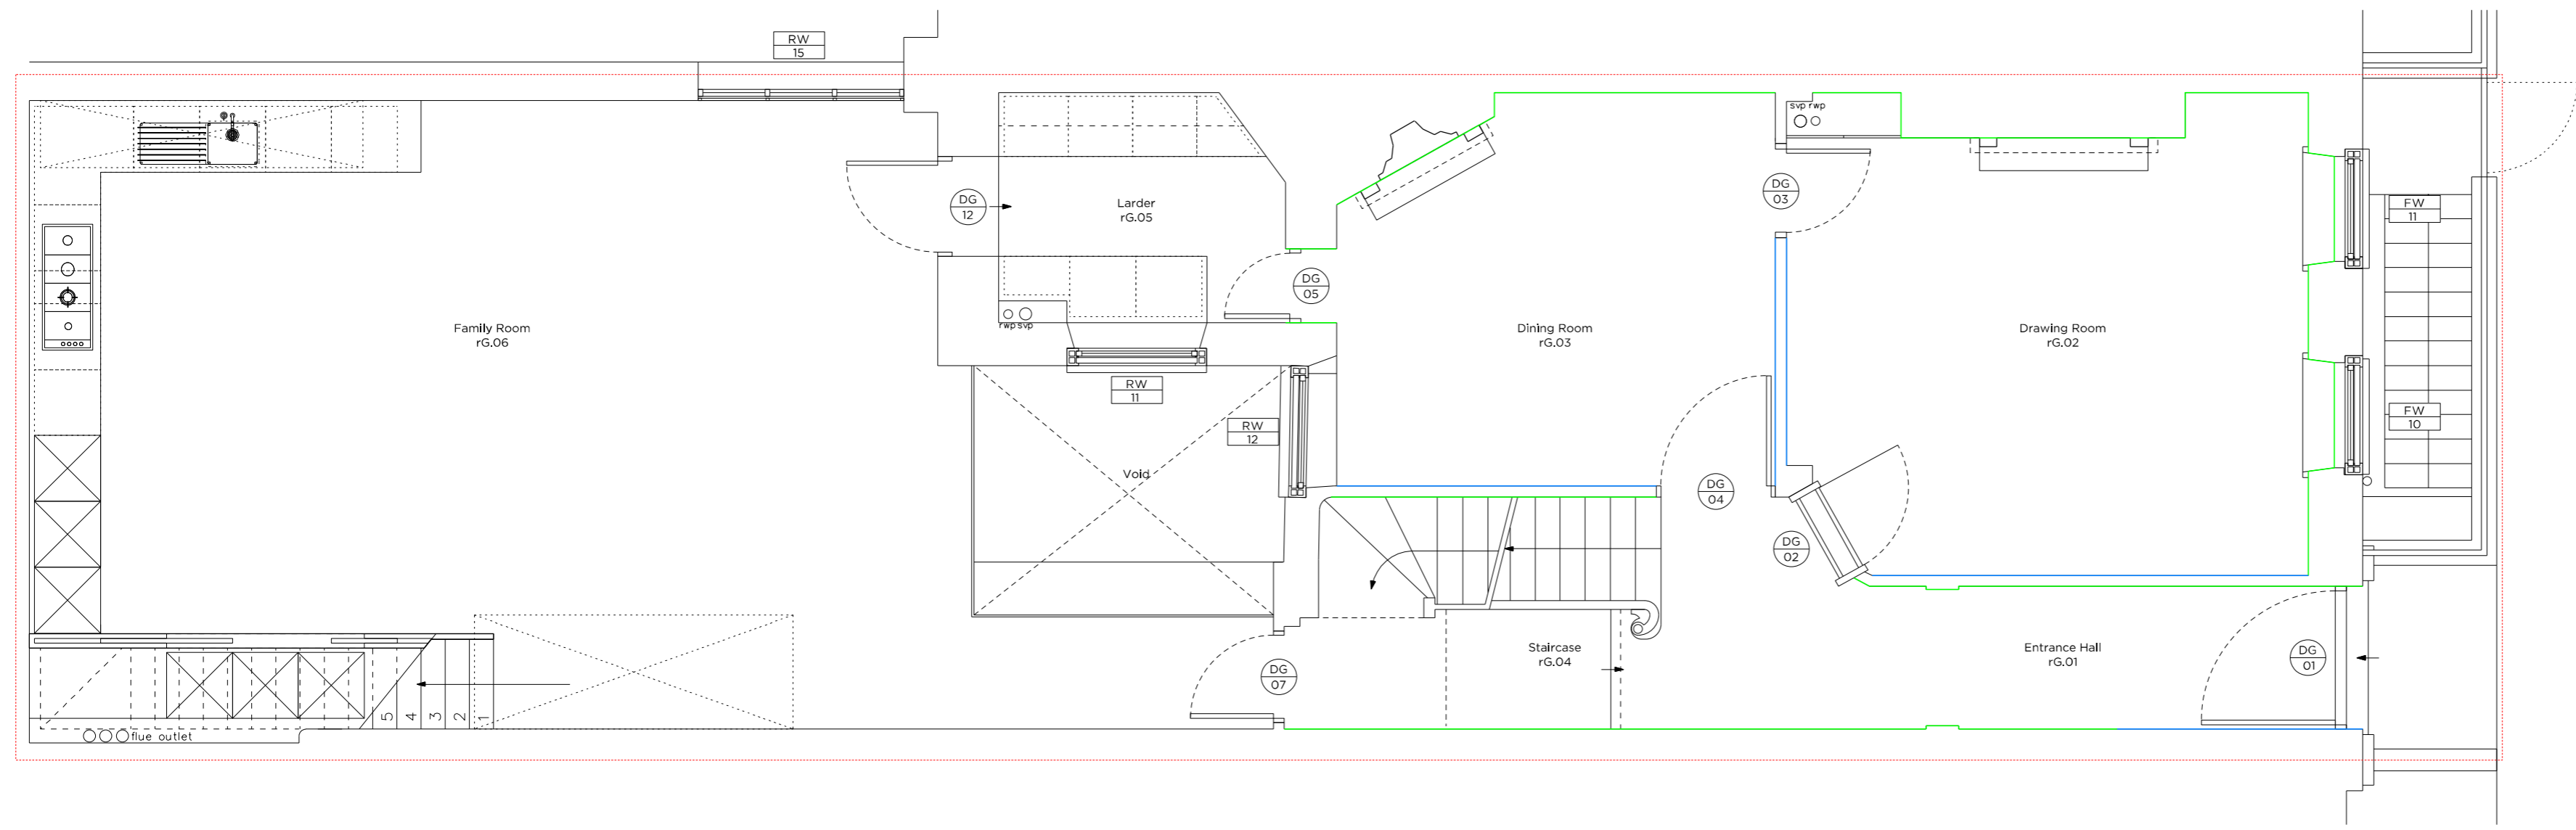 RW
15
svp rwp
DG
03
DG
12
Larder
rG.05
FW
11
DG
05
rwp svp
Family Room
rG.06
Dining Room
rG.03
Drawing Room
rG.02
RW
11
RW
12
FW
10
Void
DG
04
DG
02
Staircase
rG.04
Entrance Hall
rG.01
DG
01
DG
07
5
4
3
2
1
flue outlet